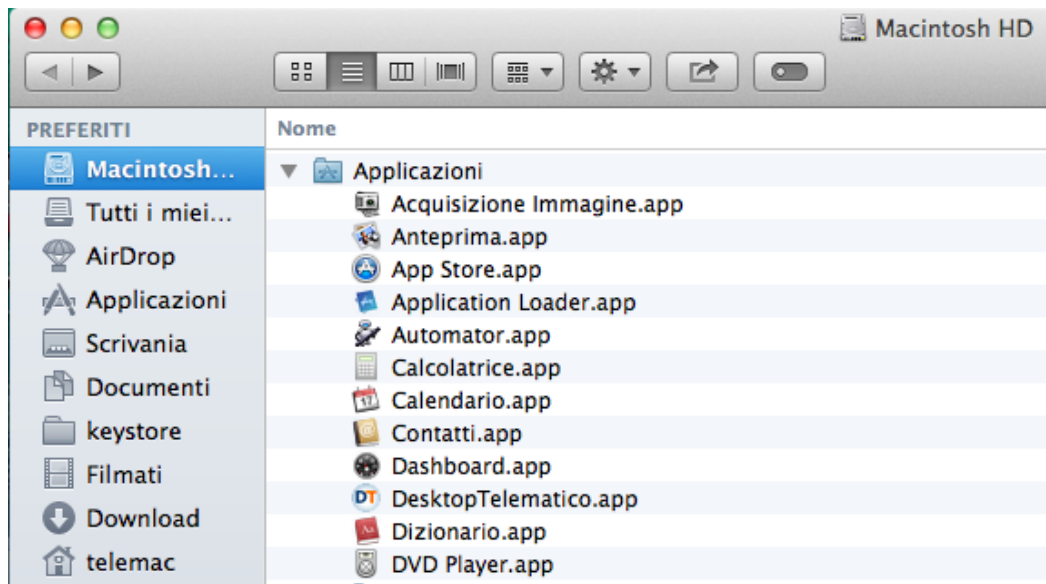 Macintosh HD
PREFERITI
Macintosh...
Tutti i miei...
AirDrop
Applicazioni
Scrivania
Documenti
keystore
Filmati
Download
telemac
Nome
Applicazioni
Acquisizione Immagine.app
Anteprima.app
App Store.app
Application Loader.app
Automator.app
Calcolatrice.app
Calendario.app
17
Contatti.app
Dashboard.app
DT
DesktopTelematico.app
Aa
Dizionario.app
DVD Player.app